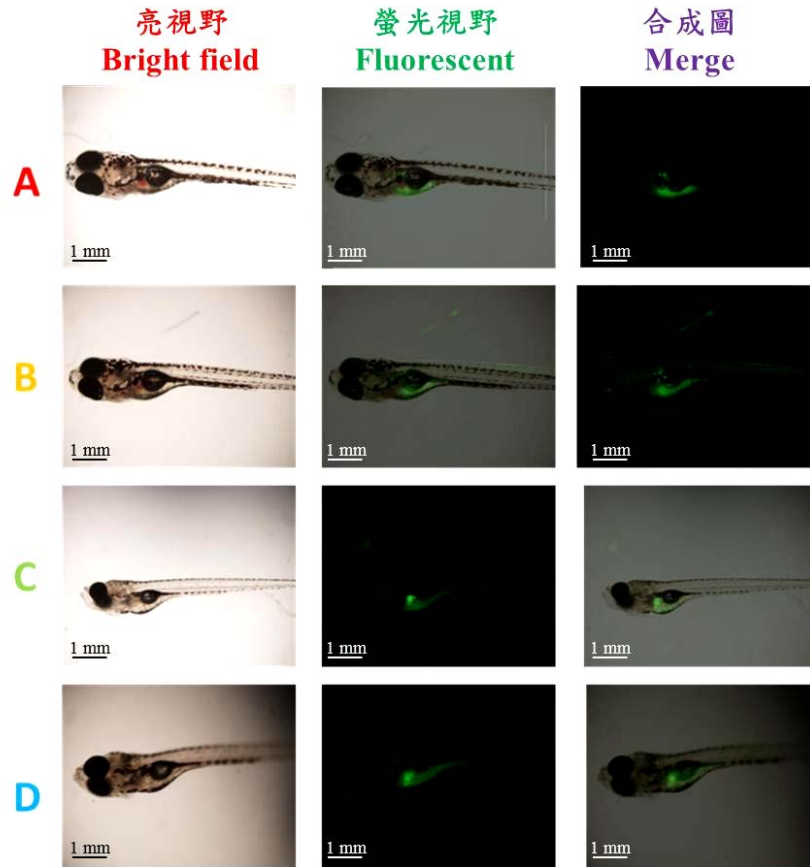 亮視野 螢光視野 合成圖
Bright field Fluorescent Merge
A
1 mm 1 mm 1 mm
B
1 mm 1 mm 1 mm
C
1 mm 1 mm 1 mm
D
1 mm 1 mm 1 mm